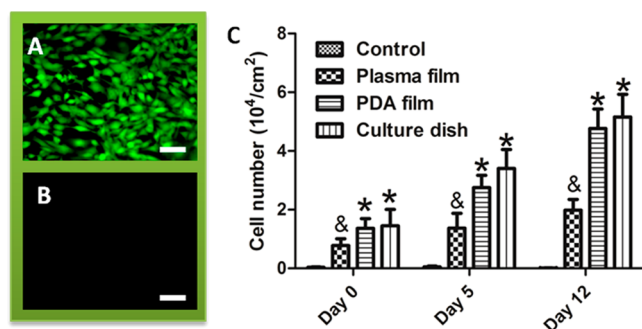 A
B
C
Cell number (10⁴/cm²)
8
6
4
2
0
Control
Plasma film
PDA film
Culture dish
& * *
& * *
& * *
Day 0
Day 5
Day 12